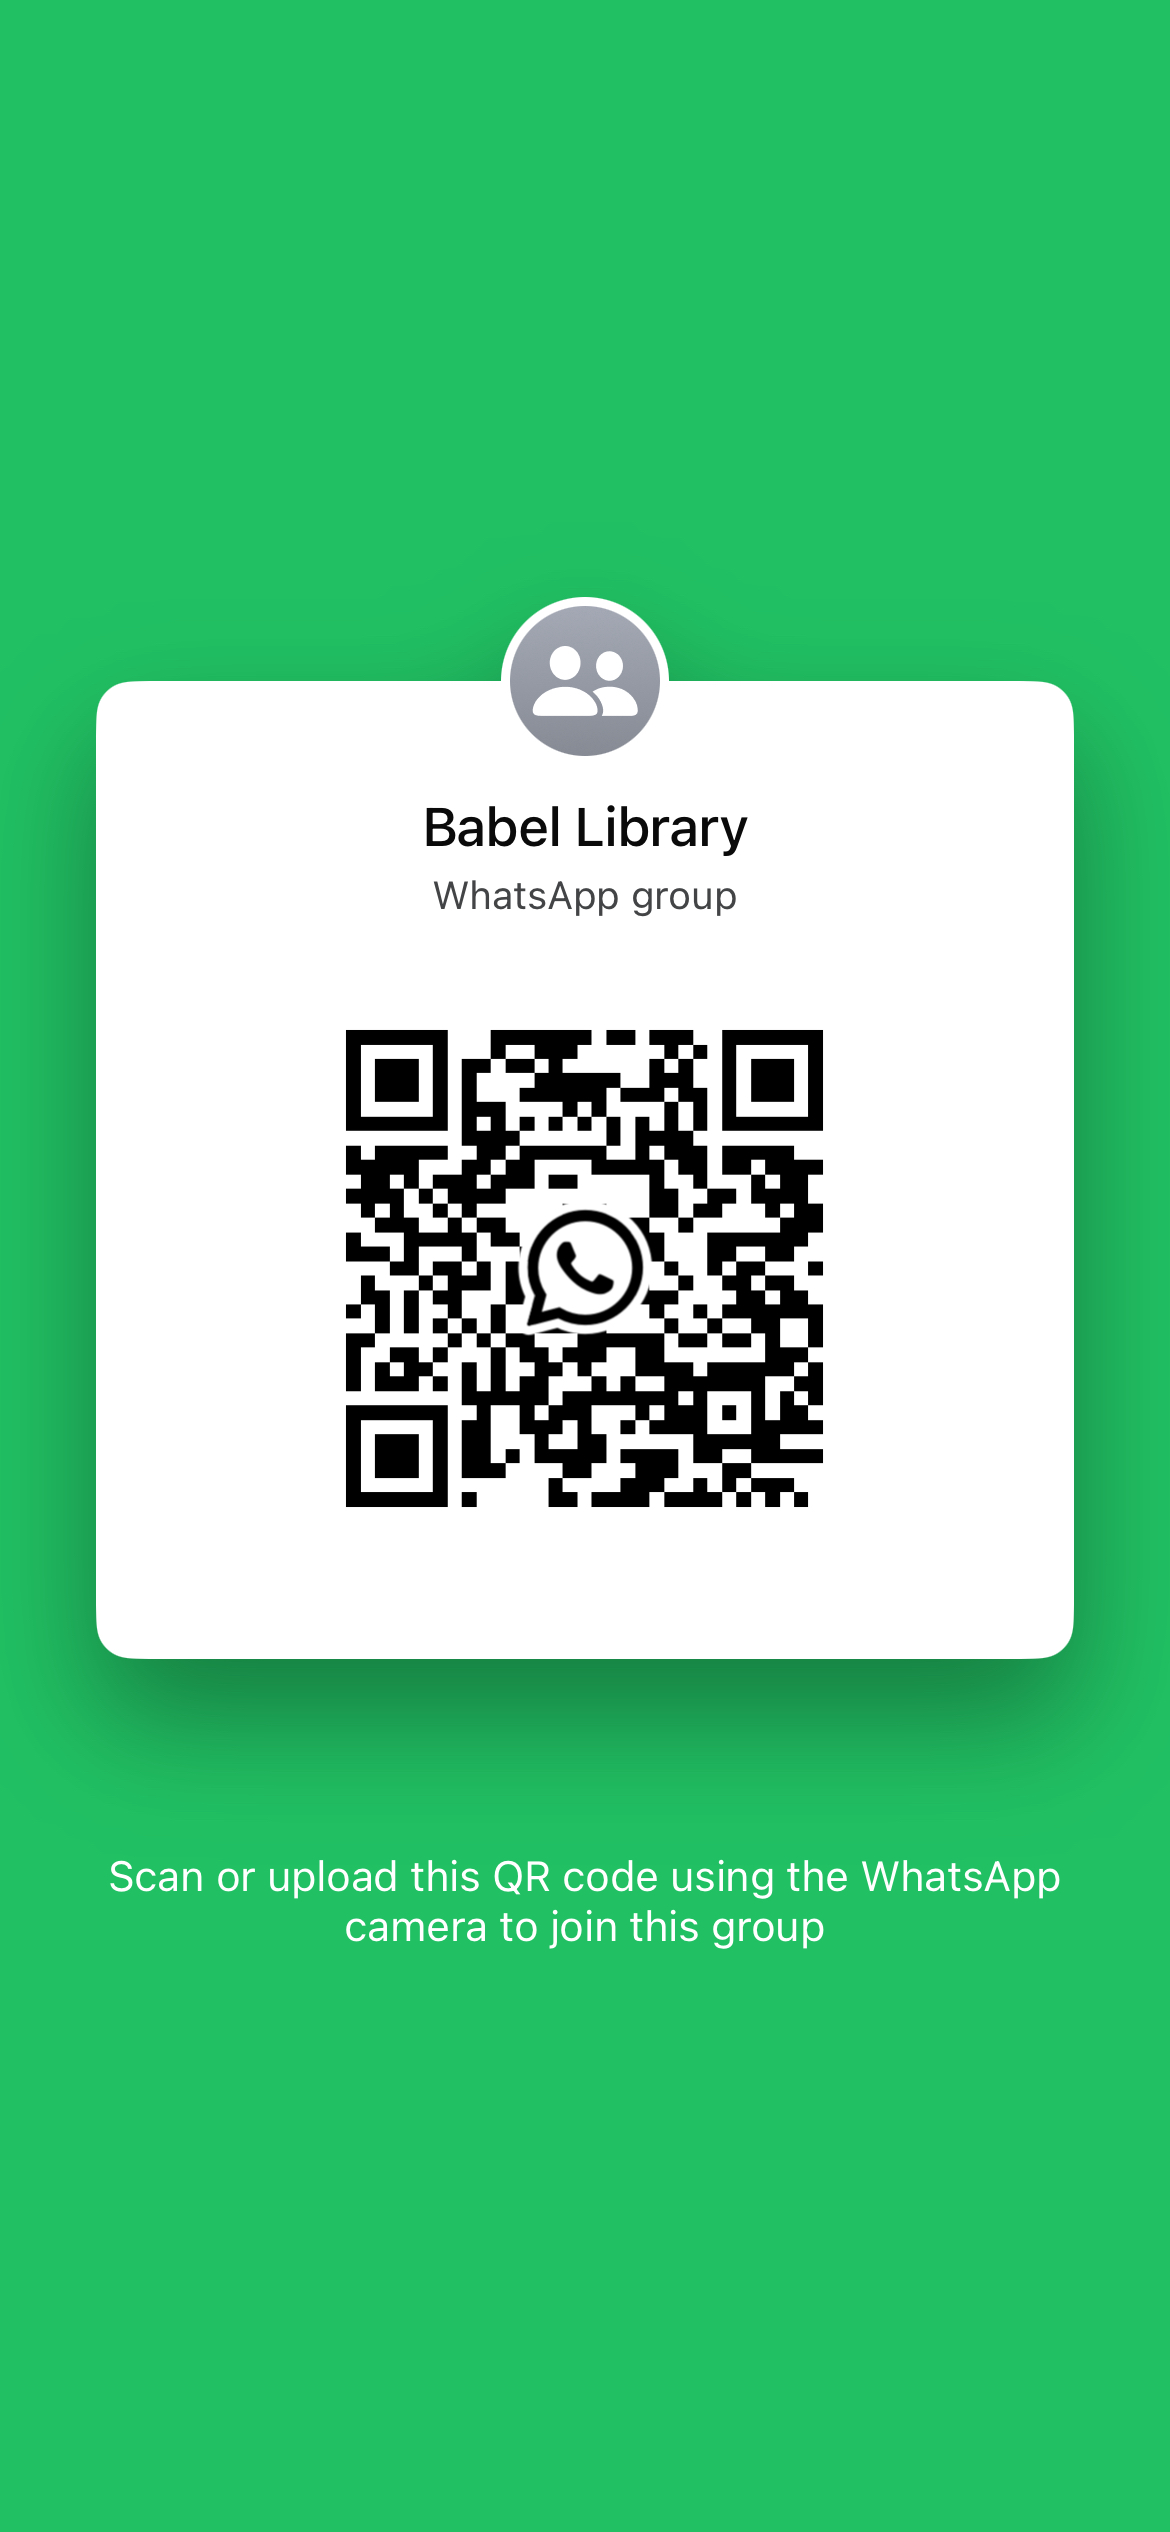 Babel Library
WhatsApp group
Scan or upload this QR code using the WhatsApp
camera to join this group